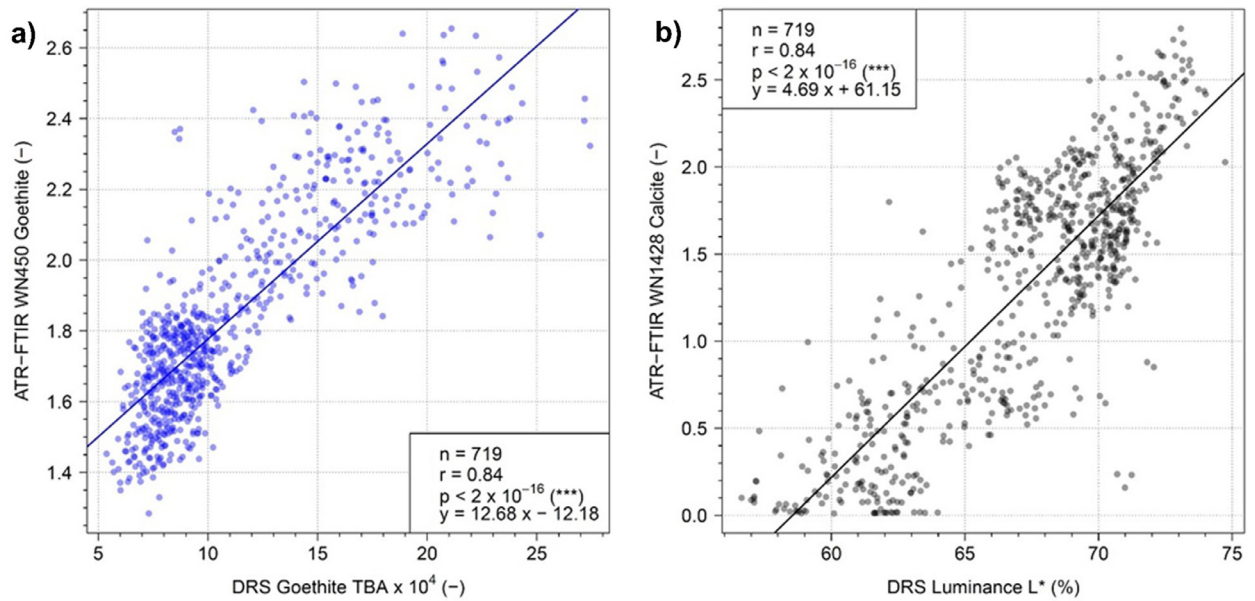 a)
ATR−FTIR WN450 Goethite (−)
2.6
2.4
2.2
2.0
1.8
1.6
1.4
n = 719
r = 0.84
p < 2 x 10⁻¹⁶ (***)
y = 12.68 x − 12.18
5 10 15 20 25
DRS Goethite TBA x 10⁴ (−)
b)
ATR−FTIR WN1428 Calcite (−)
n = 719
r = 0.84
p < 2 x 10⁻¹⁶ (***)
y = 4.69 x + 61.15
2.5
2.0
1.5
1.0
0.5
0.0
60 65 70 75
DRS Luminance L* (%)